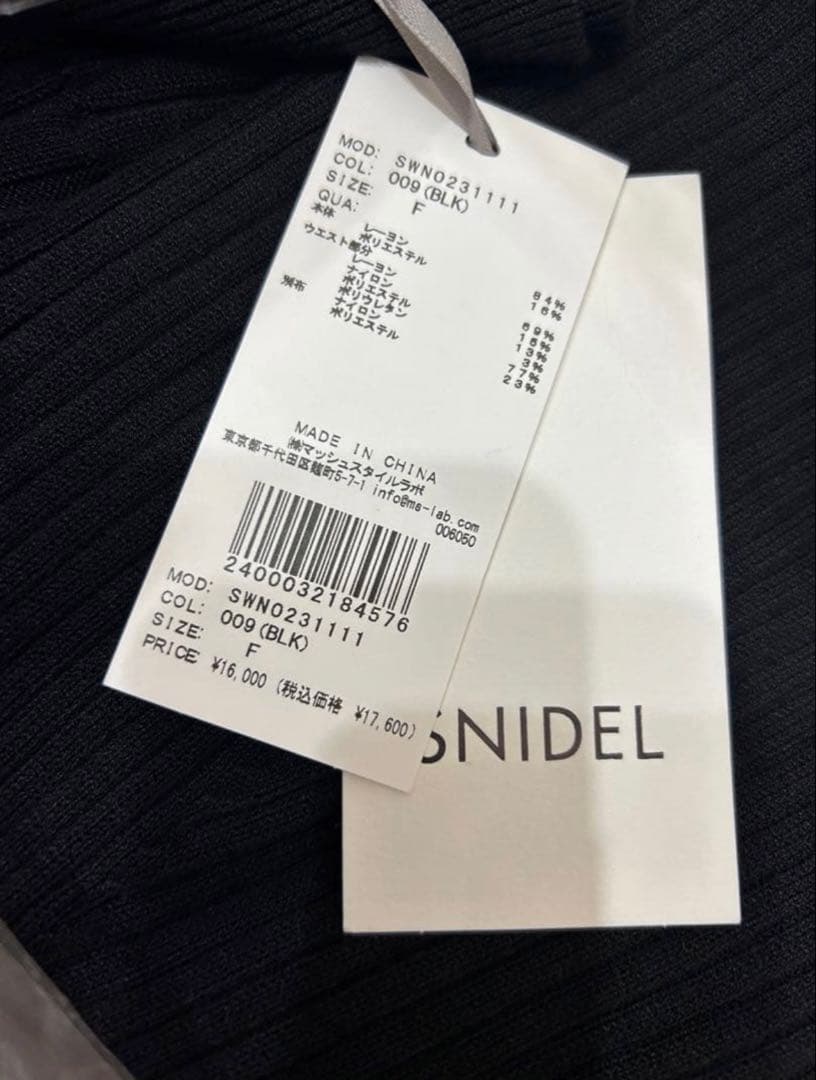 MOD: SWNO231111
COL: 009(BLK)
SIZE: F
QUA:
本体
レーヨン 84%
ポリエステル 16%
ウエスト部分
レーヨン 69%
ナイロン 15%
ポリエステル 13%
ポリウレタン 3%
別布 ナイロン 77%
ポリエステル 23%
MADE IN CHINA
㈱マッシュスタイルラボ
東京都千代田区麹町5-7-1 info@ms-lab.com
006050
2400032184576
MOD: SWNO231111
COL: 009(BLK)
SIZE: F
PRICE: ¥16,000 (税込価格 ¥17,600)
SNIDEL